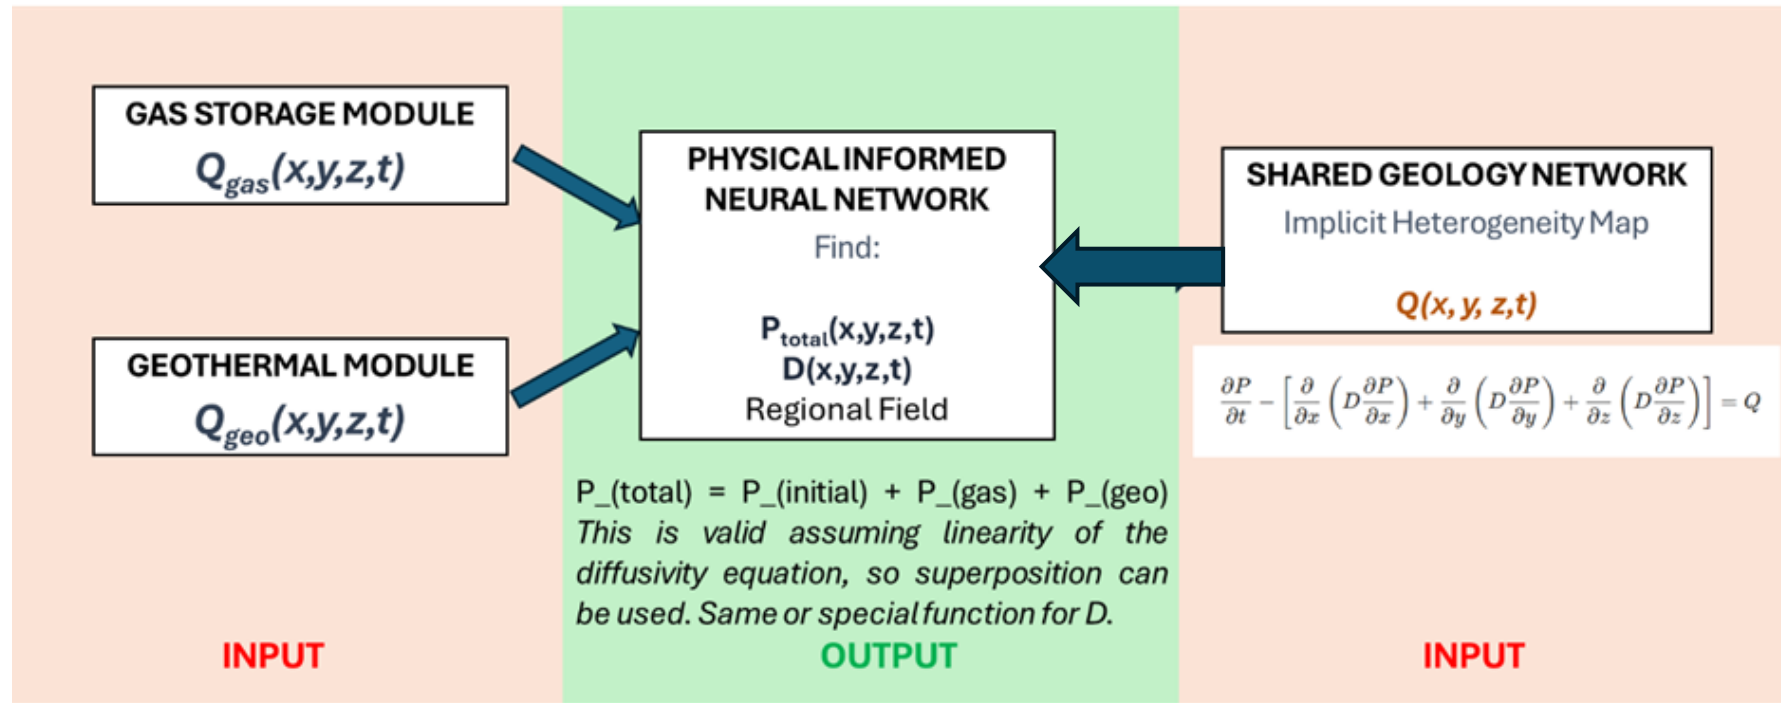 GAS STORAGE MODULE
Qgas(x,y,z,t)
GEOTHERMAL MODULE
Qgeo(x,y,z,t)
INPUT
PHYSICAL INFORMED
NEURAL NETWORK
Find:
Ptotal(x,y,z,t)
D(x,y,z,t)
Regional Field
P_(total) = P_(initial) + P_(gas) + P_(geo)
This is valid assuming linearity of the
diffusivity equation, so superposition can
be used. Same or special function for D.
OUTPUT
SHARED GEOLOGY NETWORK
Implicit Heterogeneity Map
Q(x, y, z,t)
∂P/∂t − [∂/∂x (D ∂P/∂x) + ∂/∂y (D ∂P/∂y) + ∂/∂z (D ∂P/∂z)] = Q
INPUT